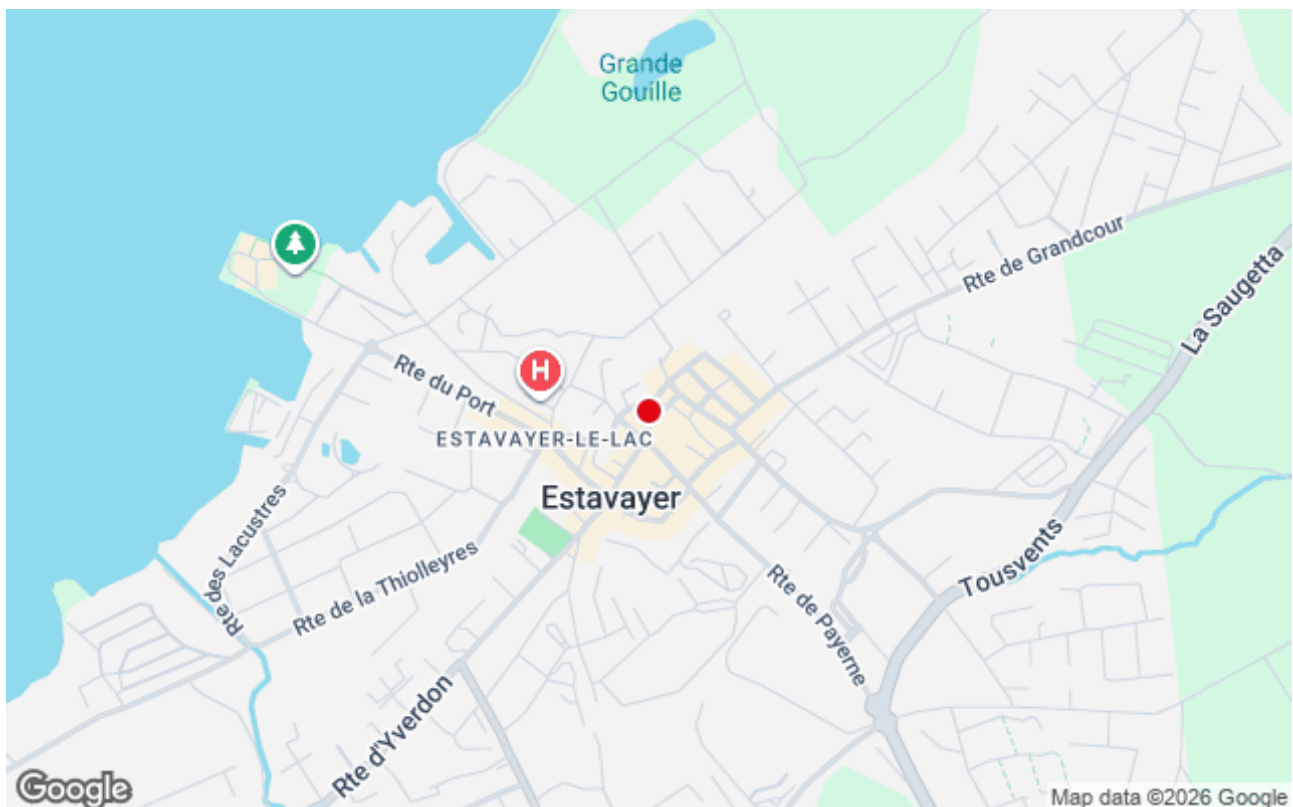 Grande
Gouille
Rte de Grandcour
La Saugetta
Rte du Port
H
ESTAVAYER-LE-LAC
Estavayer
Rte des Lacustres
Rte de la Thiolleyres
Tousvents
Rte de Payerne
Rte d'Yverdon
Google
Map data ©2026 Google